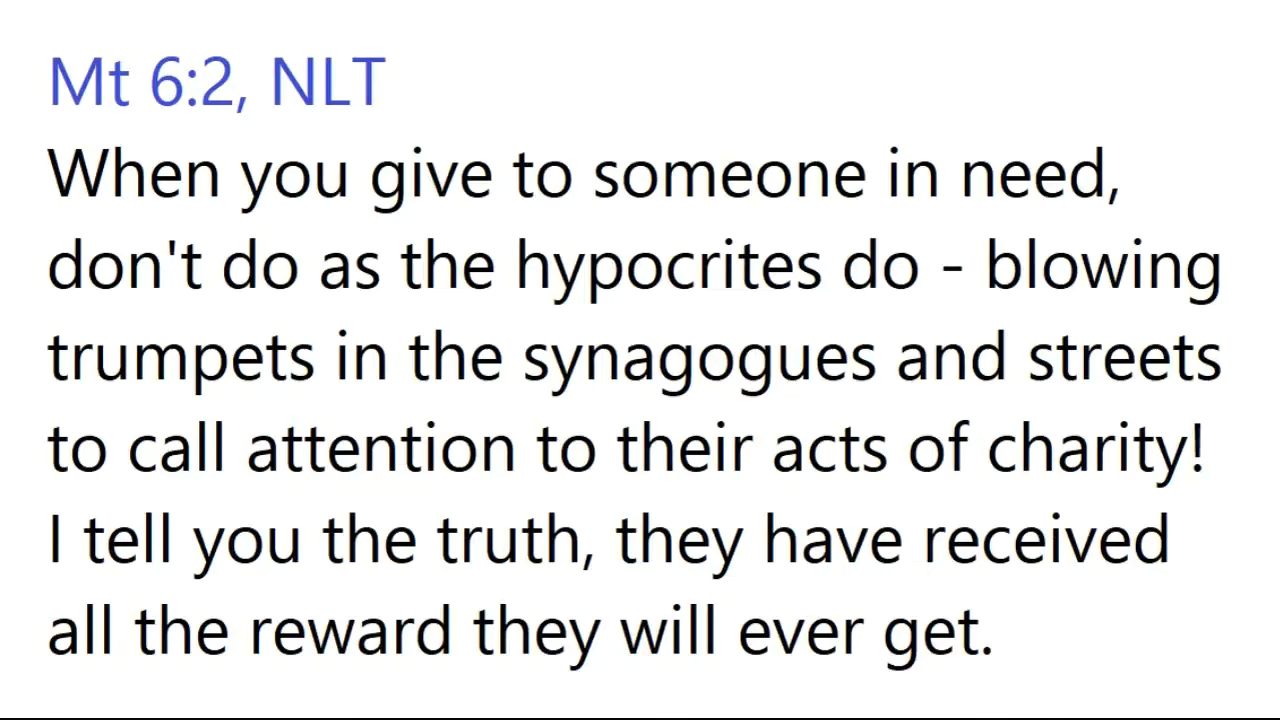 Mt 6:2, NLT
When you give to someone in need,
don't do as the hypocrites do - blowing
trumpets in the synagogues and streets
to call attention to their acts of charity!
I tell you the truth, they have received
all the reward they will ever get.